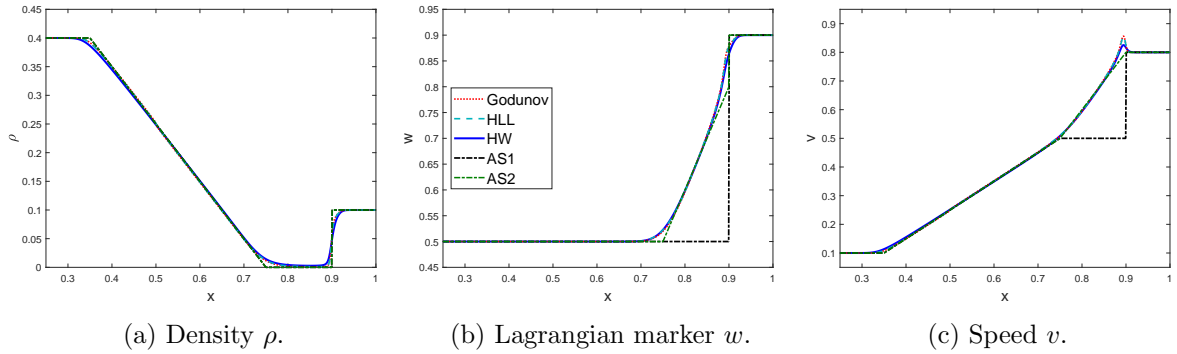 0.4
0.35
0.3
0.25
0.2
0.15
0.1
0.05
0
ρ
0.3 0.4 0.5 0.6 0.7 0.8 0.9 1
x
(a) Density ρ.
0.95
0.9
0.85
0.8
0.75
0.7
0.65
0.6
0.55
0.5
0.45
w
Godunov
HLL
HW
AS1
AS2
0.3 0.4 0.5 0.6 0.7 0.8 0.9 1
x
(b) Lagrangian marker w.
0.9
0.8
0.7
0.6
0.5
0.4
0.3
0.2
0.1
v
0.3 0.4 0.5 0.6 0.7 0.8 0.9 1
x
(c) Speed v.